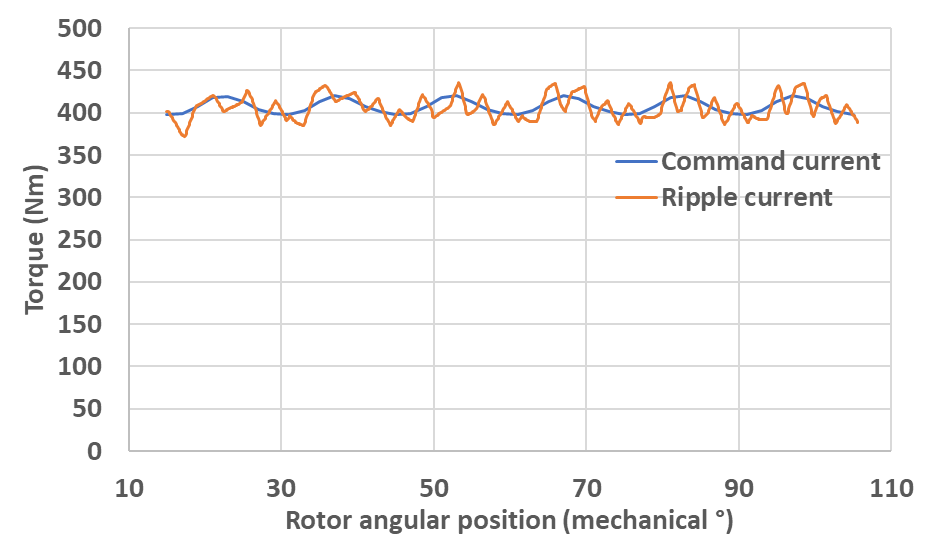 500
450
400
350
300
250
200
150
100
50
0
Torque (Nm)
Command current
Ripple current
10 30 50 70 90 110
Rotor angular position (mechanical °)